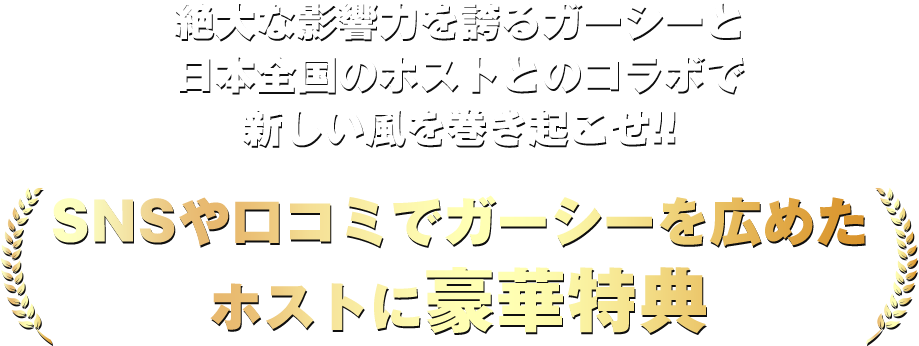 絶大な影響力を誇るガーシーと
日本全国のホストとのコラボで
新しい風を巻き起こせ!!
SNSや口コミでガーシーを広めた
ホストに豪華特典